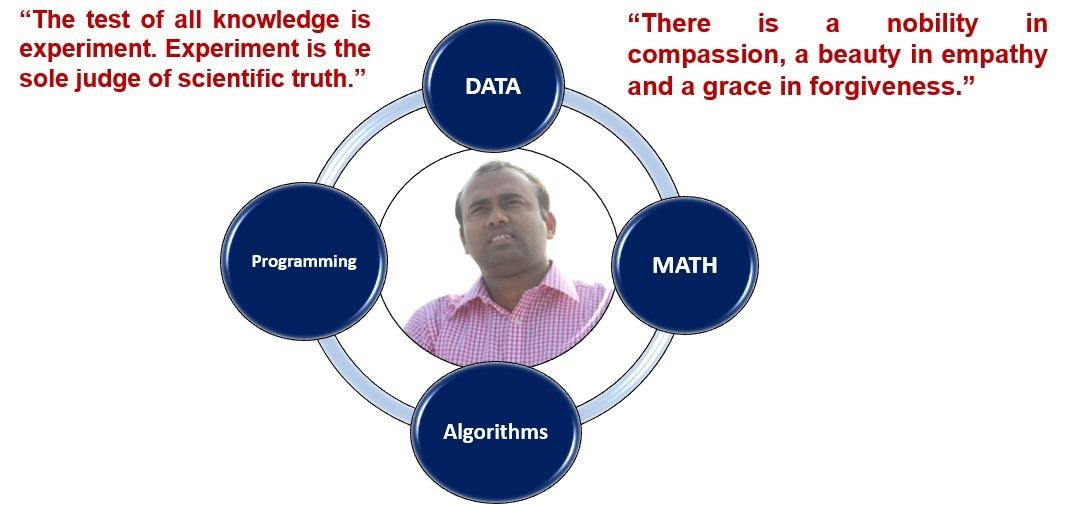 “The test of all knowledge is
experiment. Experiment is the
sole judge of scientific truth.”
“There is a nobility in
compassion, a beauty in empathy
and a grace in forgiveness.”
DATA
Programming
MATH
Algorithms